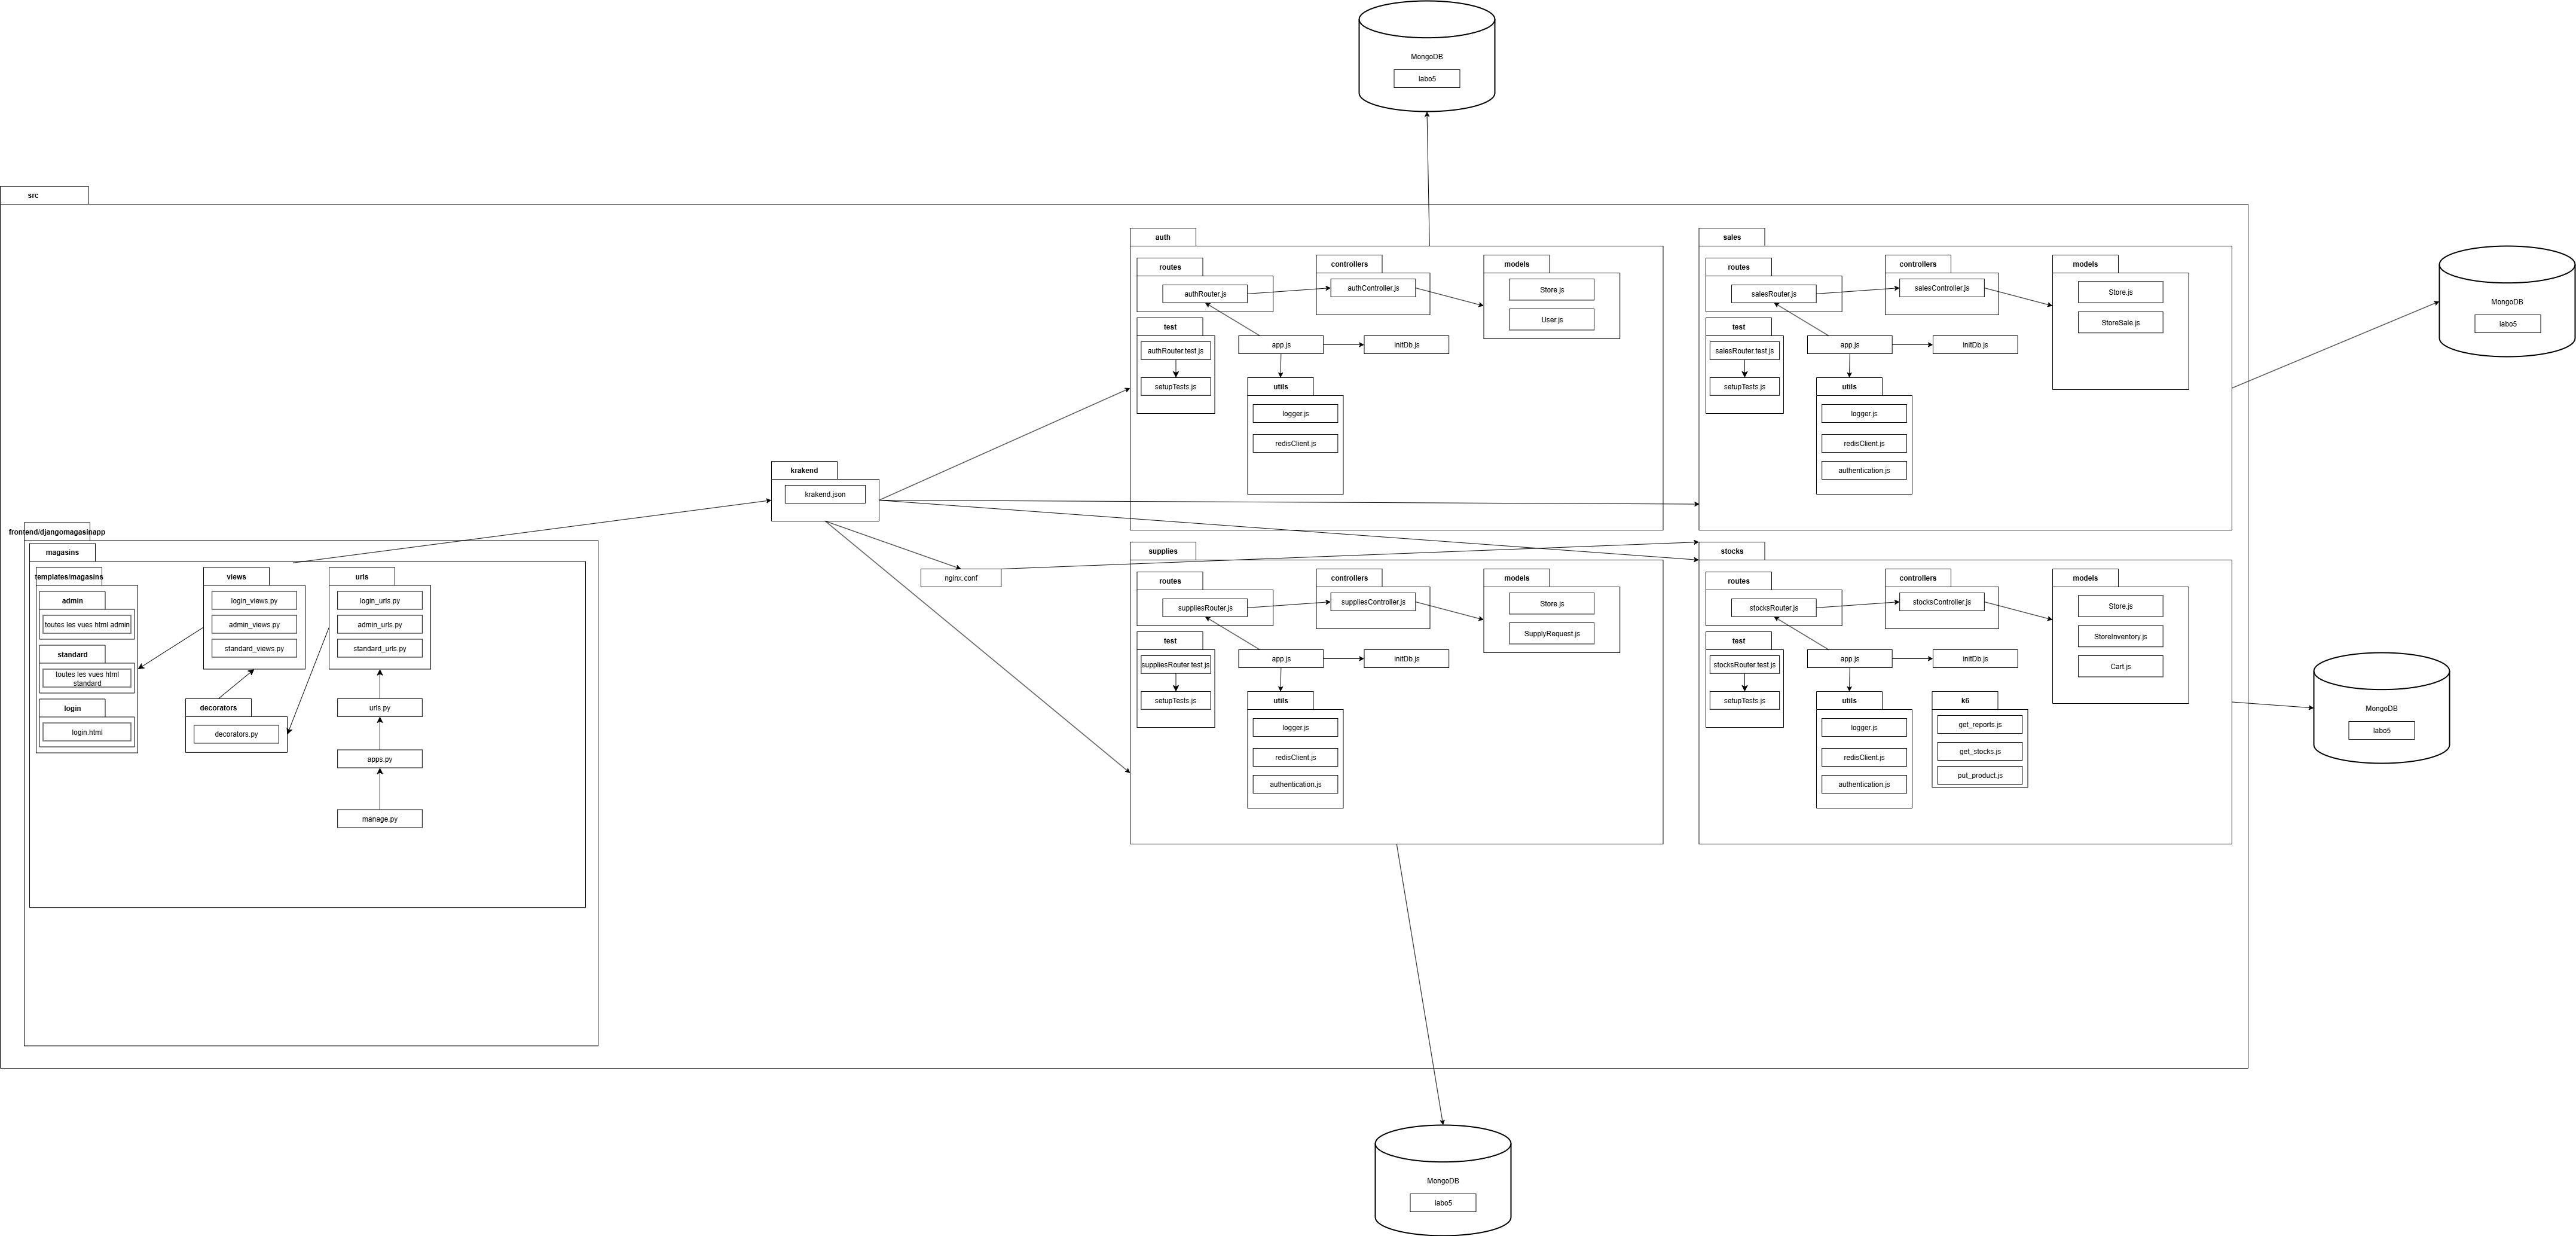 MongoDB
labo5
src
auth
routes
authRouter.js
controllers
authController.js
models
Store.js
User.js
test
authRouter.test.js
setupTests.js
app.js
initDb.js
utils
logger.js
redisClient.js
sales
routes
salesRouter.js
controllers
salesController.js
models
Store.js
StoreSale.js
test
salesRouter.test.js
setupTests.js
app.js
initDb.js
utils
logger.js
redisClient.js
authentication.js
MongoDB
labo5
krakend
krakend.json
nginx.conf
frontend/djangomagasinapp
magasins
templates/magasins
admin
toutes les vues html admin
standard
toutes les vues html
standard
login
login.html
views
login_views.py
admin_views.py
standard_views.py
decorators
decorators.py
urls
login_urls.py
admin_urls.py
standard_urls.py
urls.py
apps.py
manage.py
supplies
routes
suppliesRouter.js
controllers
suppliesController.js
models
Store.js
SupplyRequest.js
test
suppliesRouter.test.js
setupTests.js
app.js
initDb.js
utils
logger.js
redisClient.js
authentication.js
stocks
routes
stocksRouter.js
controllers
stocksController.js
models
Store.js
StoreInventory.js
Cart.js
test
stocksRouter.test.js
setupTests.js
app.js
initDb.js
utils
logger.js
redisClient.js
authentication.js
k6
get_reports.js
get_stocks.js
put_product.js
MongoDB
labo5
MongoDB
labo5